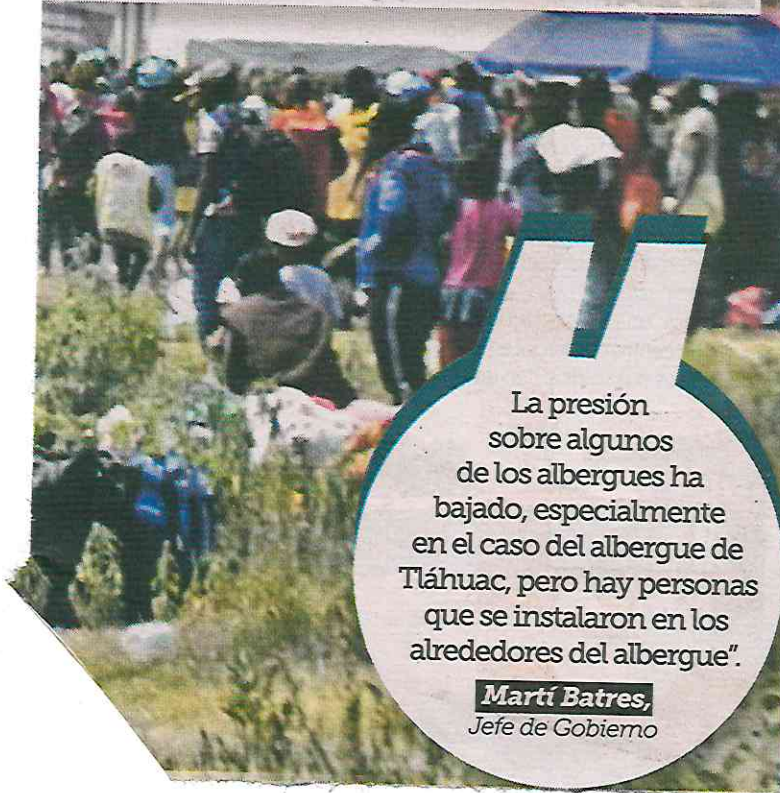 La presión
sobre algunos
de los albergues ha
bajado, especialmente
en el caso del albergue de
Tláhuac, pero hay personas
que se instalaron en los
alrededores del albergue”.
Martí Batres,
Jefe de Gobierno